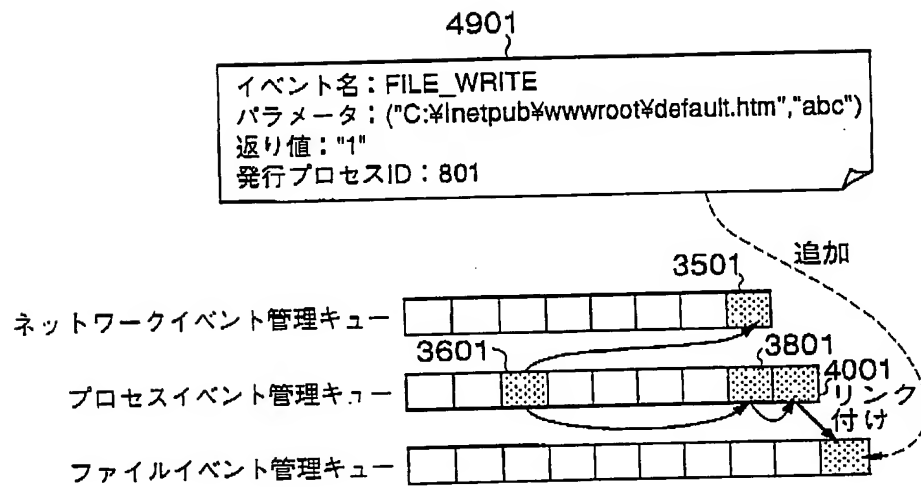 4901
イベント名：FILE_WRITE
パラメータ：("C:¥Inetpub¥wwwroot¥default.htm","abc")
返り値："1"
発行プロセスID：801
追加
3501
ネットワークイベント管理キュー
3601
3801
4001
プロセスイベント管理キュー
リンク
付け
ファイルイベント管理キュー